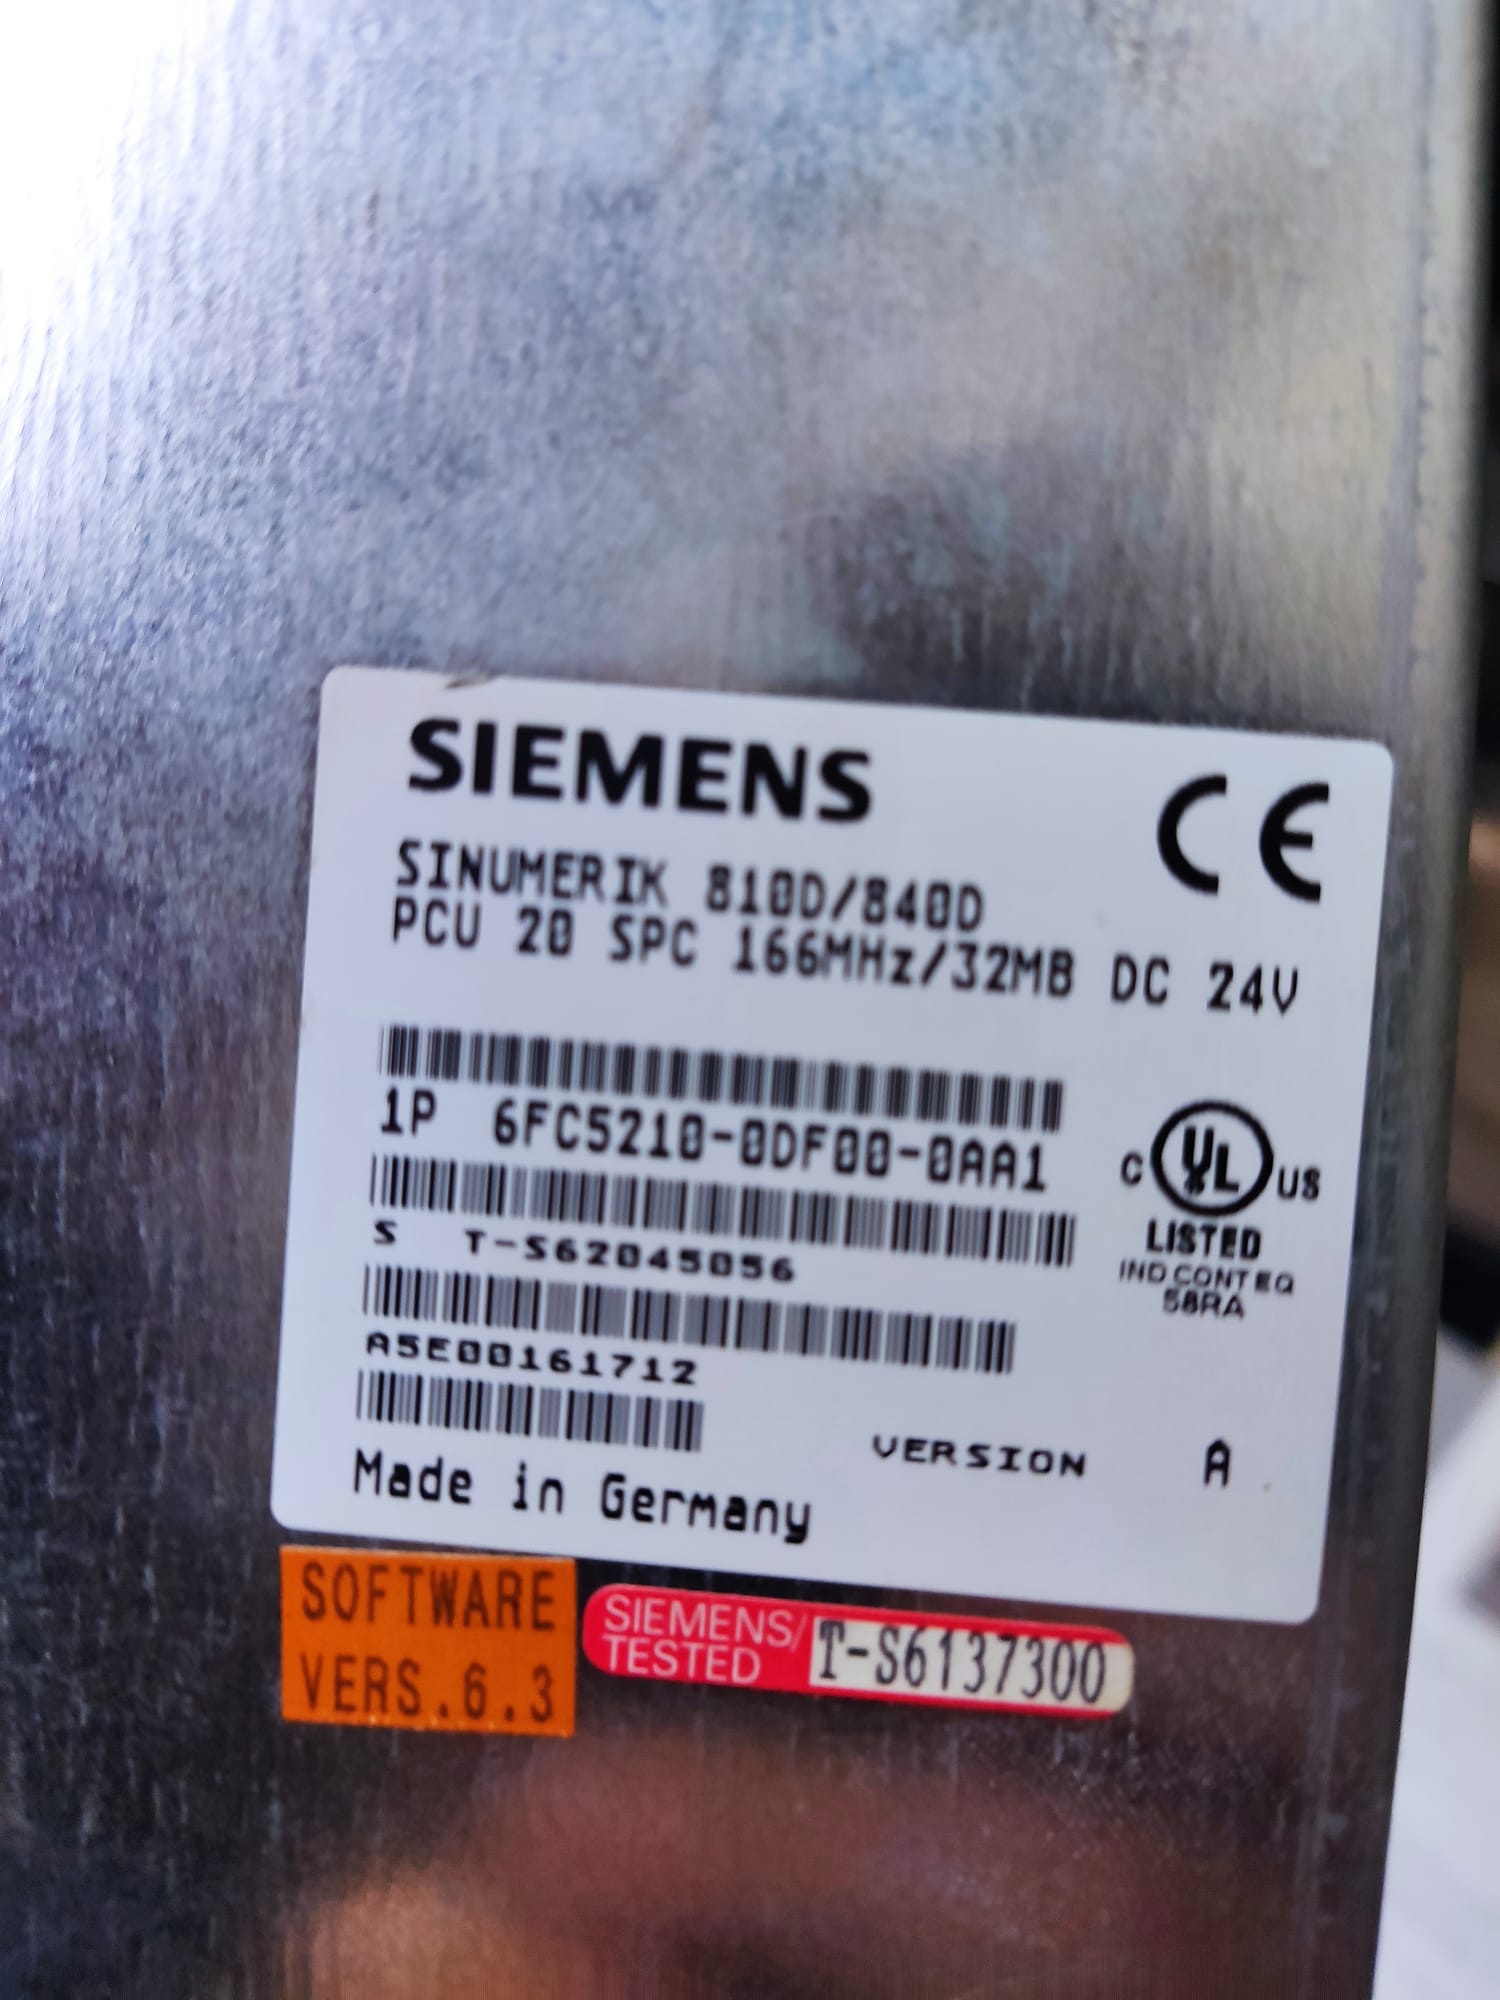 SIEMENS
CE
SINUMERIK 810D/840D
PCU 20 SPC 166MHz/32MB DC 24V
1P 6FC5210-0DF00-0AA1
C UL US
LISTED
IND CONT EQ
58RA
S T-S62045056
A5E00161712
VERSION A
Made in Germany
SOFTWARE
VERS.6.3
SIEMENS/
TESTED
T-S6137300